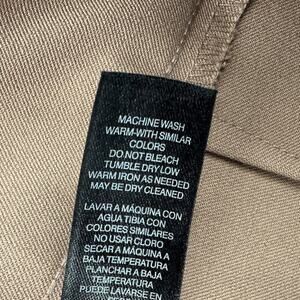 MACHINE WASH
WARM-WITH SIMILAR
COLORS
DO NOT BLEACH
TUMBLE DRY LOW
WARM IRON AS NEEDED
MAY BE DRY CLEANED
LAVAR A MÁQUINA CON
AGUA TIBIA CON
COLORES SIMILARES
NO USAR CLORO
SECAR A MÁQUINA A
BAJA TEMPERATURA
PLANCHAR A BAJA
TEMPERATURA
PUEDE LAVARSE EN